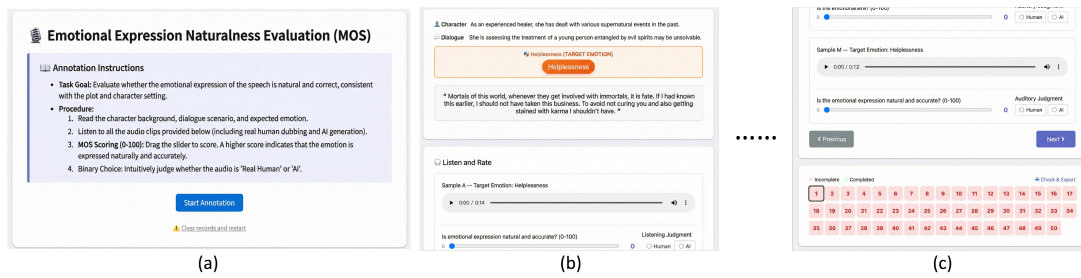 Emotional Expression Naturalness Evaluation (MOS)
Annotation Instructions
• Task Goal: Evaluate whether the emotional expression of the speech is natural and correct, consistent
with the plot and character setting.
• Procedure:
1. Read the character background, dialogue scenario, and expected emotion.
2. Listen to all the audio clips provided below (including real human dubbing and AI generation).
3. MOS Scoring (0-100): Drag the slider to score. A higher score indicates that the emotion is
expressed naturally and accurately.
4. Binary Choice: Intuitively judge whether the audio is 'Real Human' or 'AI'.
Start Annotation
Clear records and restart
(a)
Character As an experienced healer, she has dealt with various supernatural events in the past.
Dialogue She is assessing the treatment of a young person entangled by evil spirits may be unsolvable.
Helplessness (TARGET EMOTION)
Helplessness
" Mortals of this world, whenever they get involved with immortals, it is fate. If I had known
this earlier, I should not have taken this business. To avoid not curing you and also getting
stained with karma I shouldn't have. "
Listen and Rate
Sample A -- Target Emotion: Helplessness
0:00 / 0:14
Is emotional expression natural and accurate? (0-100)
Listening Judgment
0 0 Human AI
(b)
......
0 0 Human AI
Sample M -- Target Emotion: Helplessness
0:00 / 0:12
Is the emotional expression natural and accurate? (0-100)
Auditory Judgment
0 0 Human AI
< Previous
Next >
Incomplete Completed
Check & Export
1 2 3 4 5 6 7 8 9 10 11 12 13 14 15 16 17
18 19 20 21 22 23 24 25 26 27 28 29 30 31 32 33 34
35 36 37 38 39 40 41 42 43 44 45 46 47 48 49 50
(c)